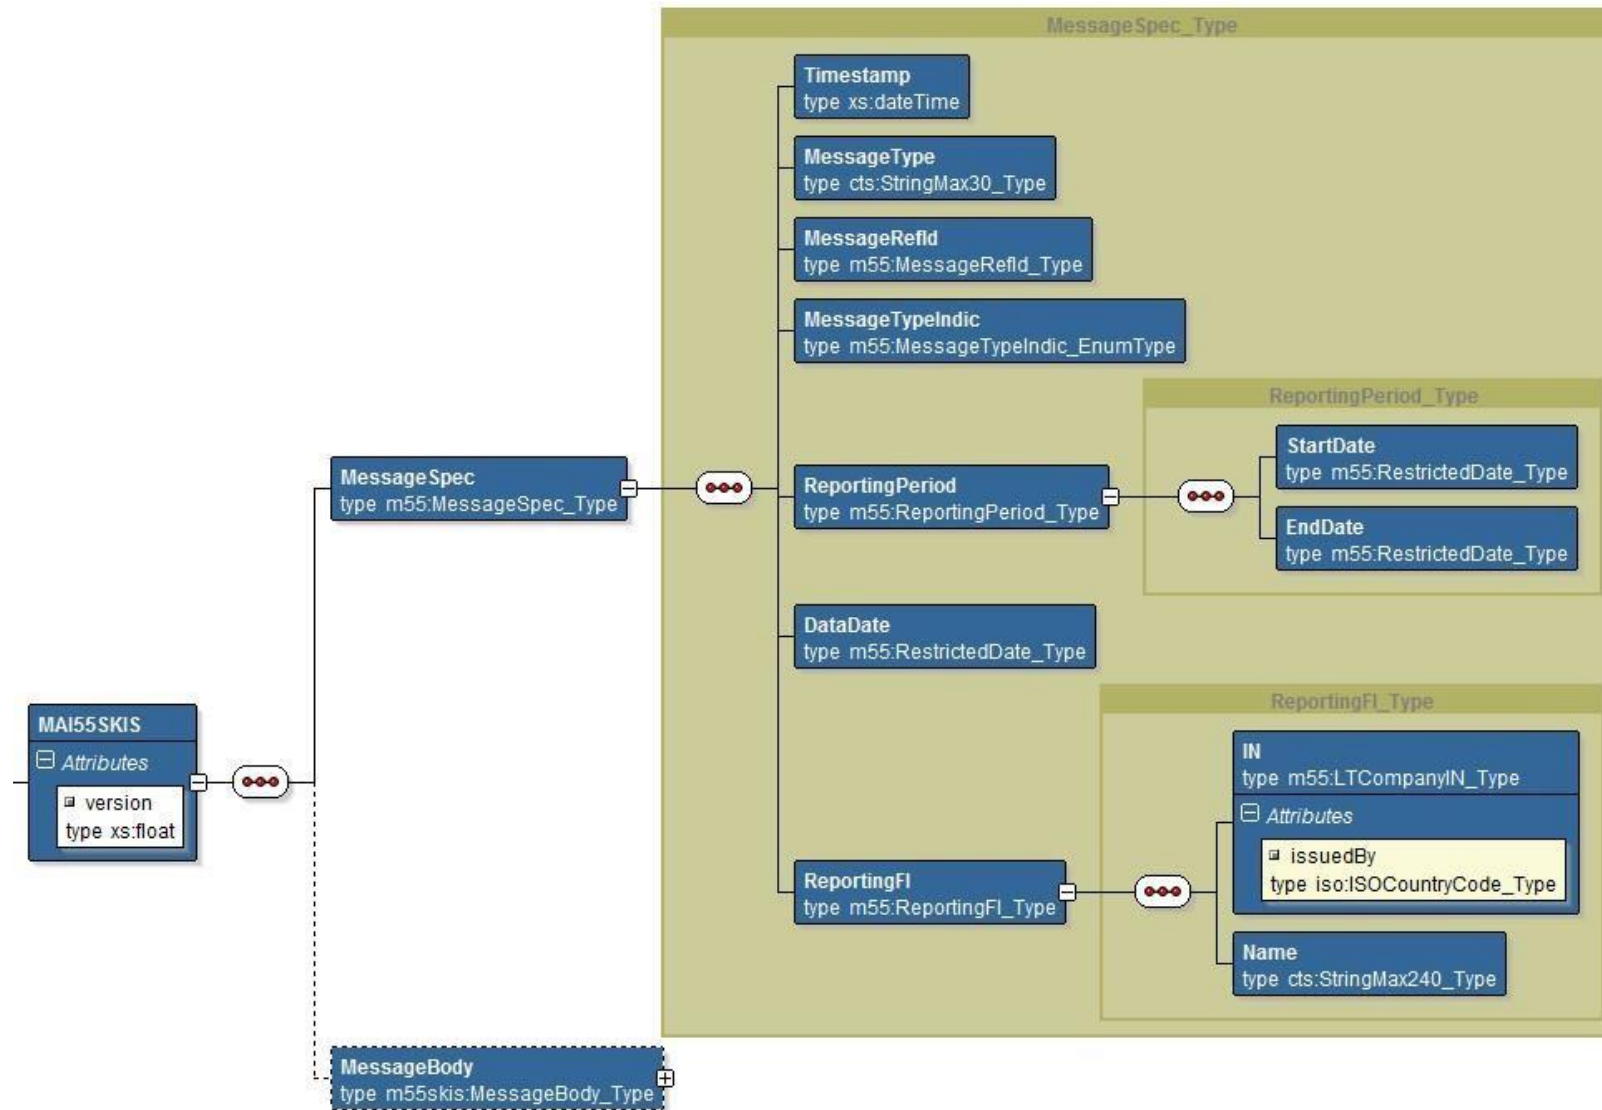 MessageSpec_Type
Timestamp
type xs:dateTime
MessageType
type cts:StringMax30_Type
MessageRefId
type m55:MessageRefId_Type
MessageTypeIndic
type m55:MessageTypeIndic_EnumType
ReportingPeriod_Type
StartDate
type m55:RestrictedDate_Type
MessageSpec
type m55:MessageSpec_Type
ReportingPeriod
type m55:ReportingPeriod_Type
EndDate
type m55:RestrictedDate_Type
DataDate
type m55:RestrictedDate_Type
ReportingFI_Type
MAI55SKIS
Attributes
version
type xs:float
IN
type m55:LTCompanyIN_Type
Attributes
issuedBy
type iso:ISOCountryCode_Type
ReportingFI
type m55:ReportingFI_Type
Name
type cts:StringMax240_Type
MessageBody
type m55skis:MessageBody_Type